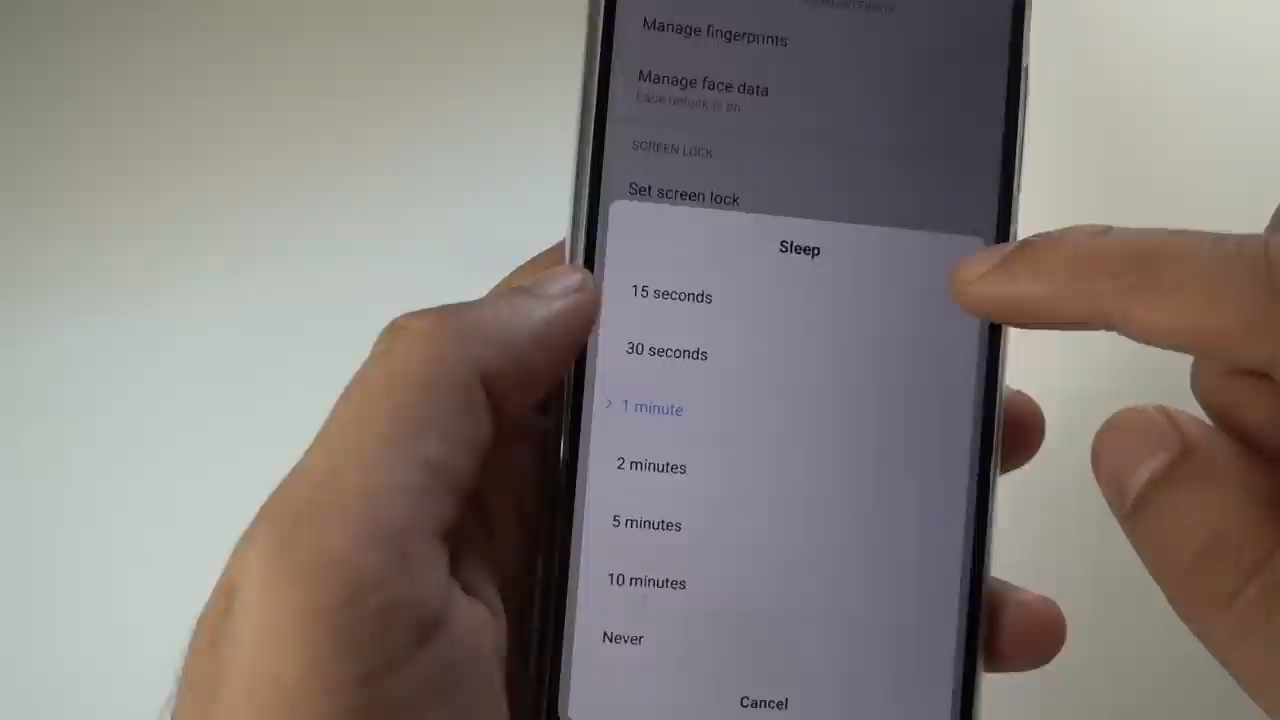 Manage fingerprints
Manage face data
Face unlock is on
SCREEN LOCK
Set screen lock
Sleep
15 seconds
30 seconds
1 minute
2 minutes
5 minutes
10 minutes
Never
Cancel